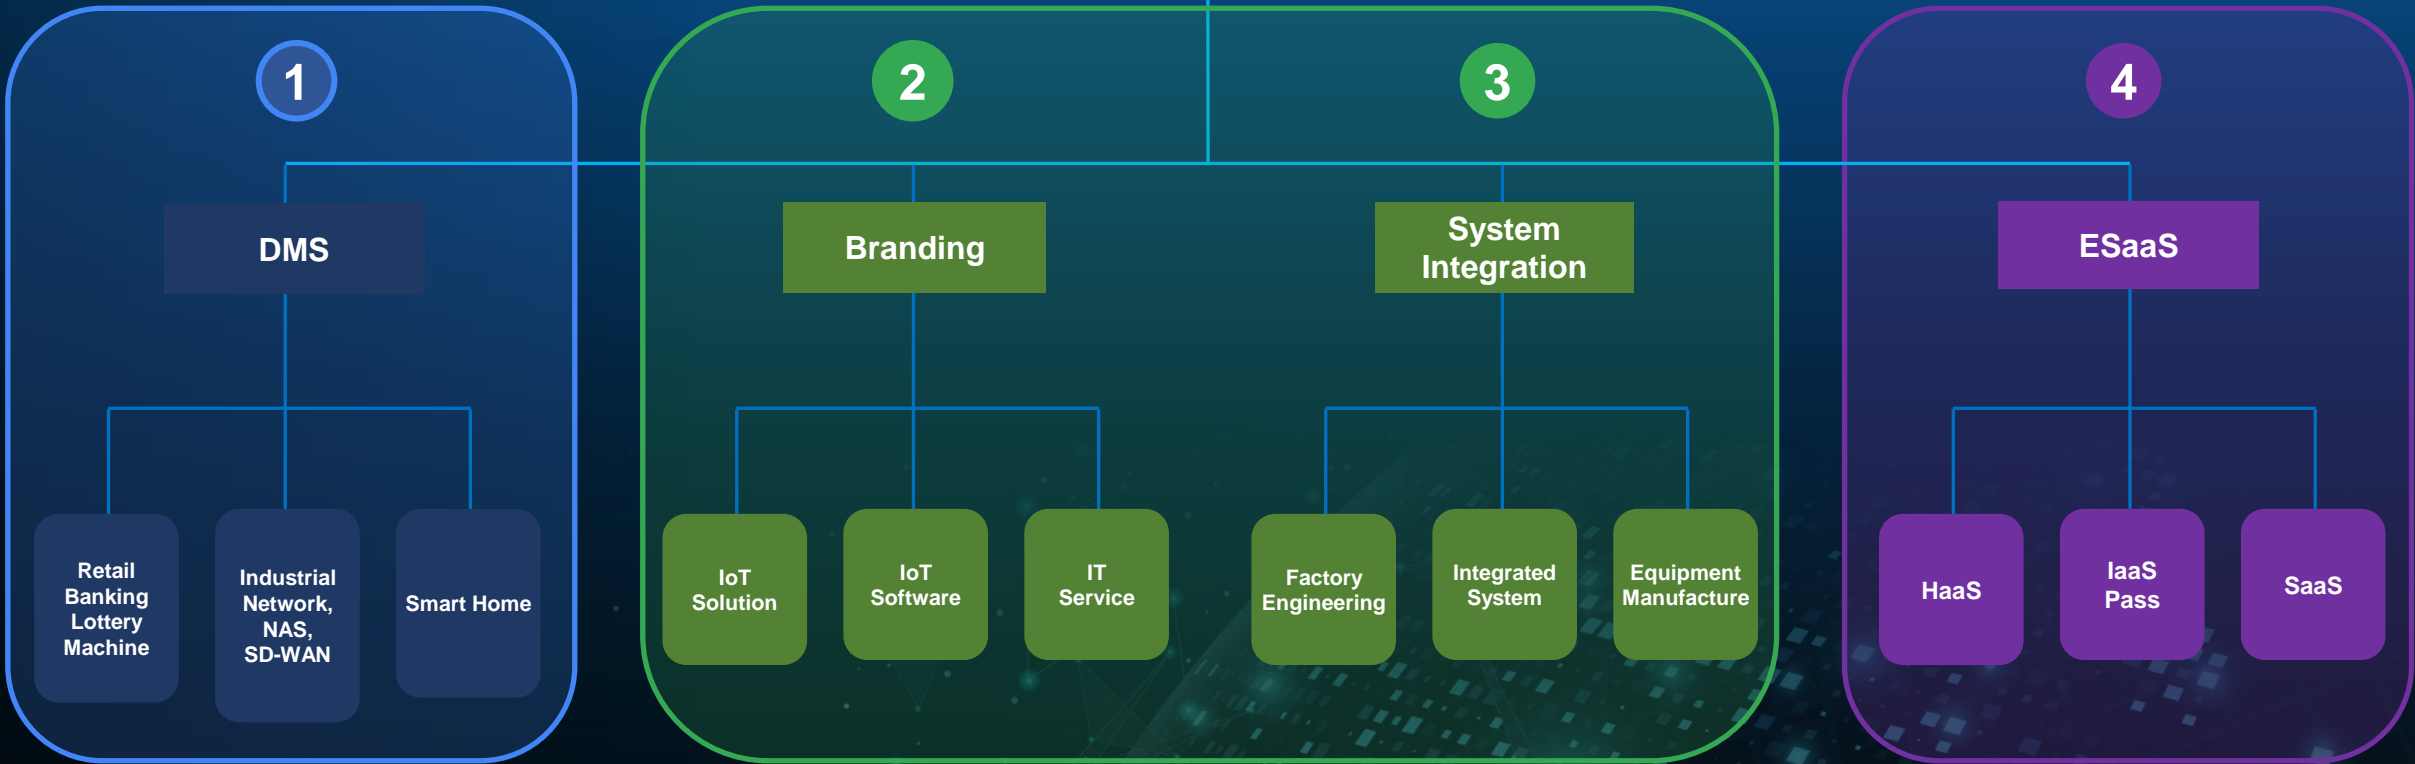 1
2
3
4
DMS
Branding
System
Integration
ESaaS
Retail
Banking
Lottery
Machine
Industrial
Network,
NAS,
SD-WAN
Smart Home
IoT
Solution
IoT
Software
IT
Service
Factory
Engineering
Integrated
System
Equipment
Manufacture
HaaS
IaaS
Pass
SaaS